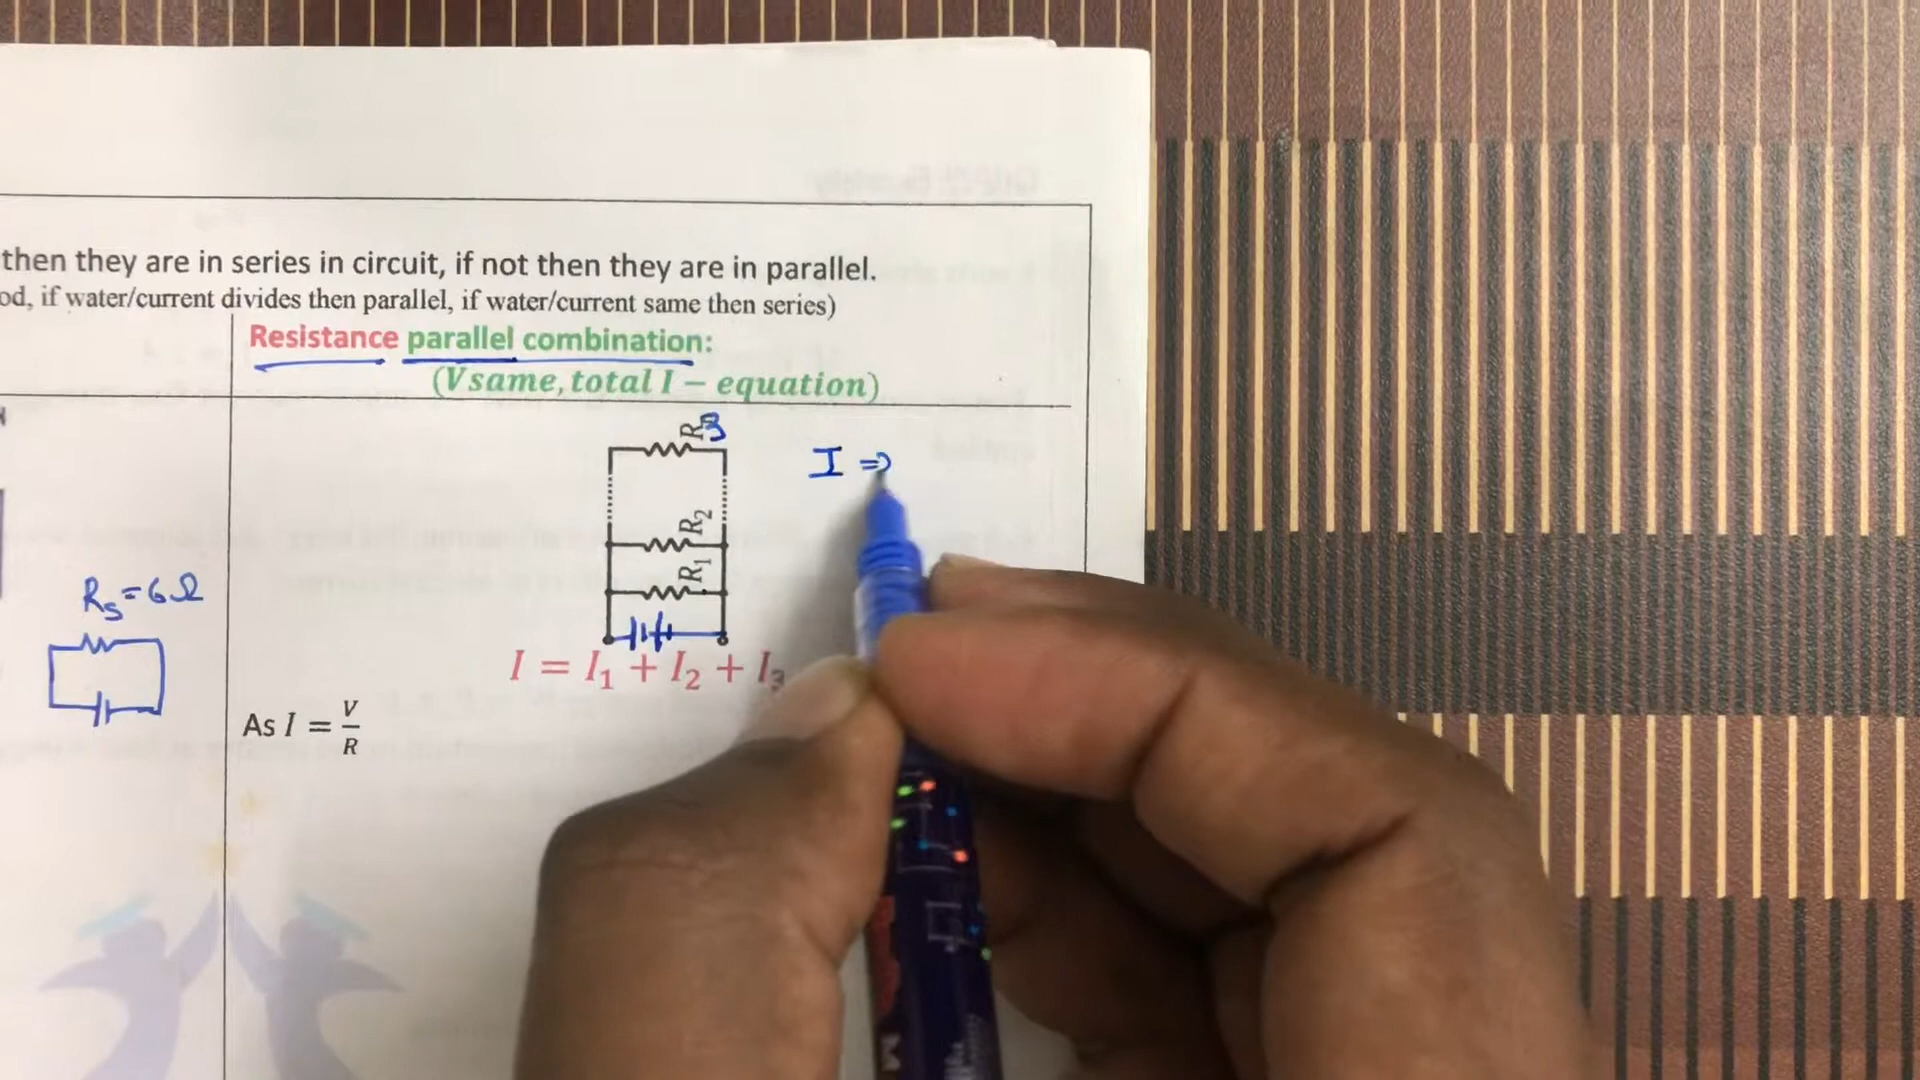 then they are in series in circuit, if not then they are in parallel.
od, if water/current divides then parallel, if water/current same then series)
Resistance parallel combination:
(V same, total I − equation)
R3
I ⇒
R2
R1
Rs = 6Ω
I = I1 + I2 + I3
As I = V/R